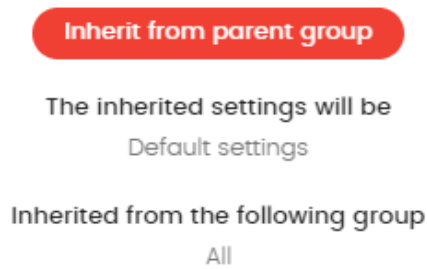 Inherit from parent group
The inherited settings will be
Default settings
Inherited from the following group
All